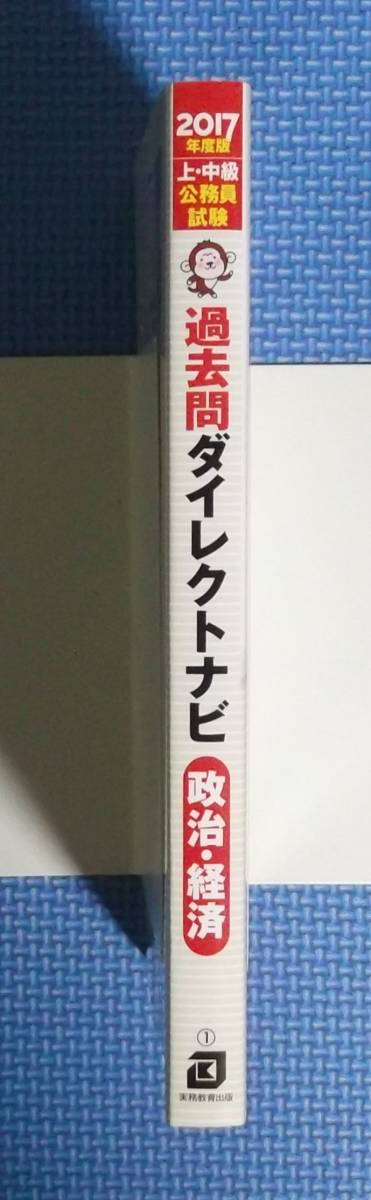 2017
年度版
上・中級
公務員
試験
過去問ダイレクトナビ
政治・経済
①
実務教育出版